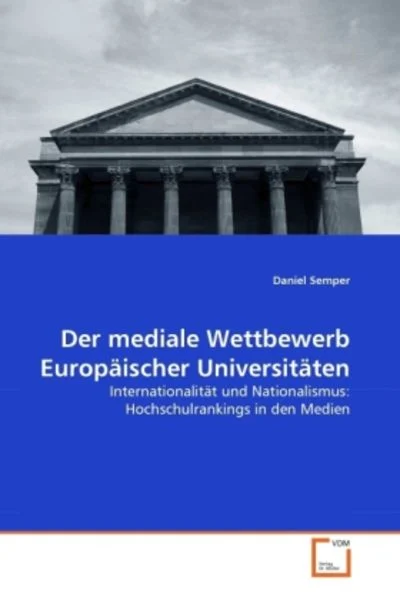 Daniel Semper
Der mediale Wettbewerb
Europäischer Universitäten
Internationalität und Nationalismus:
Hochschulrankings in den Medien
VDM